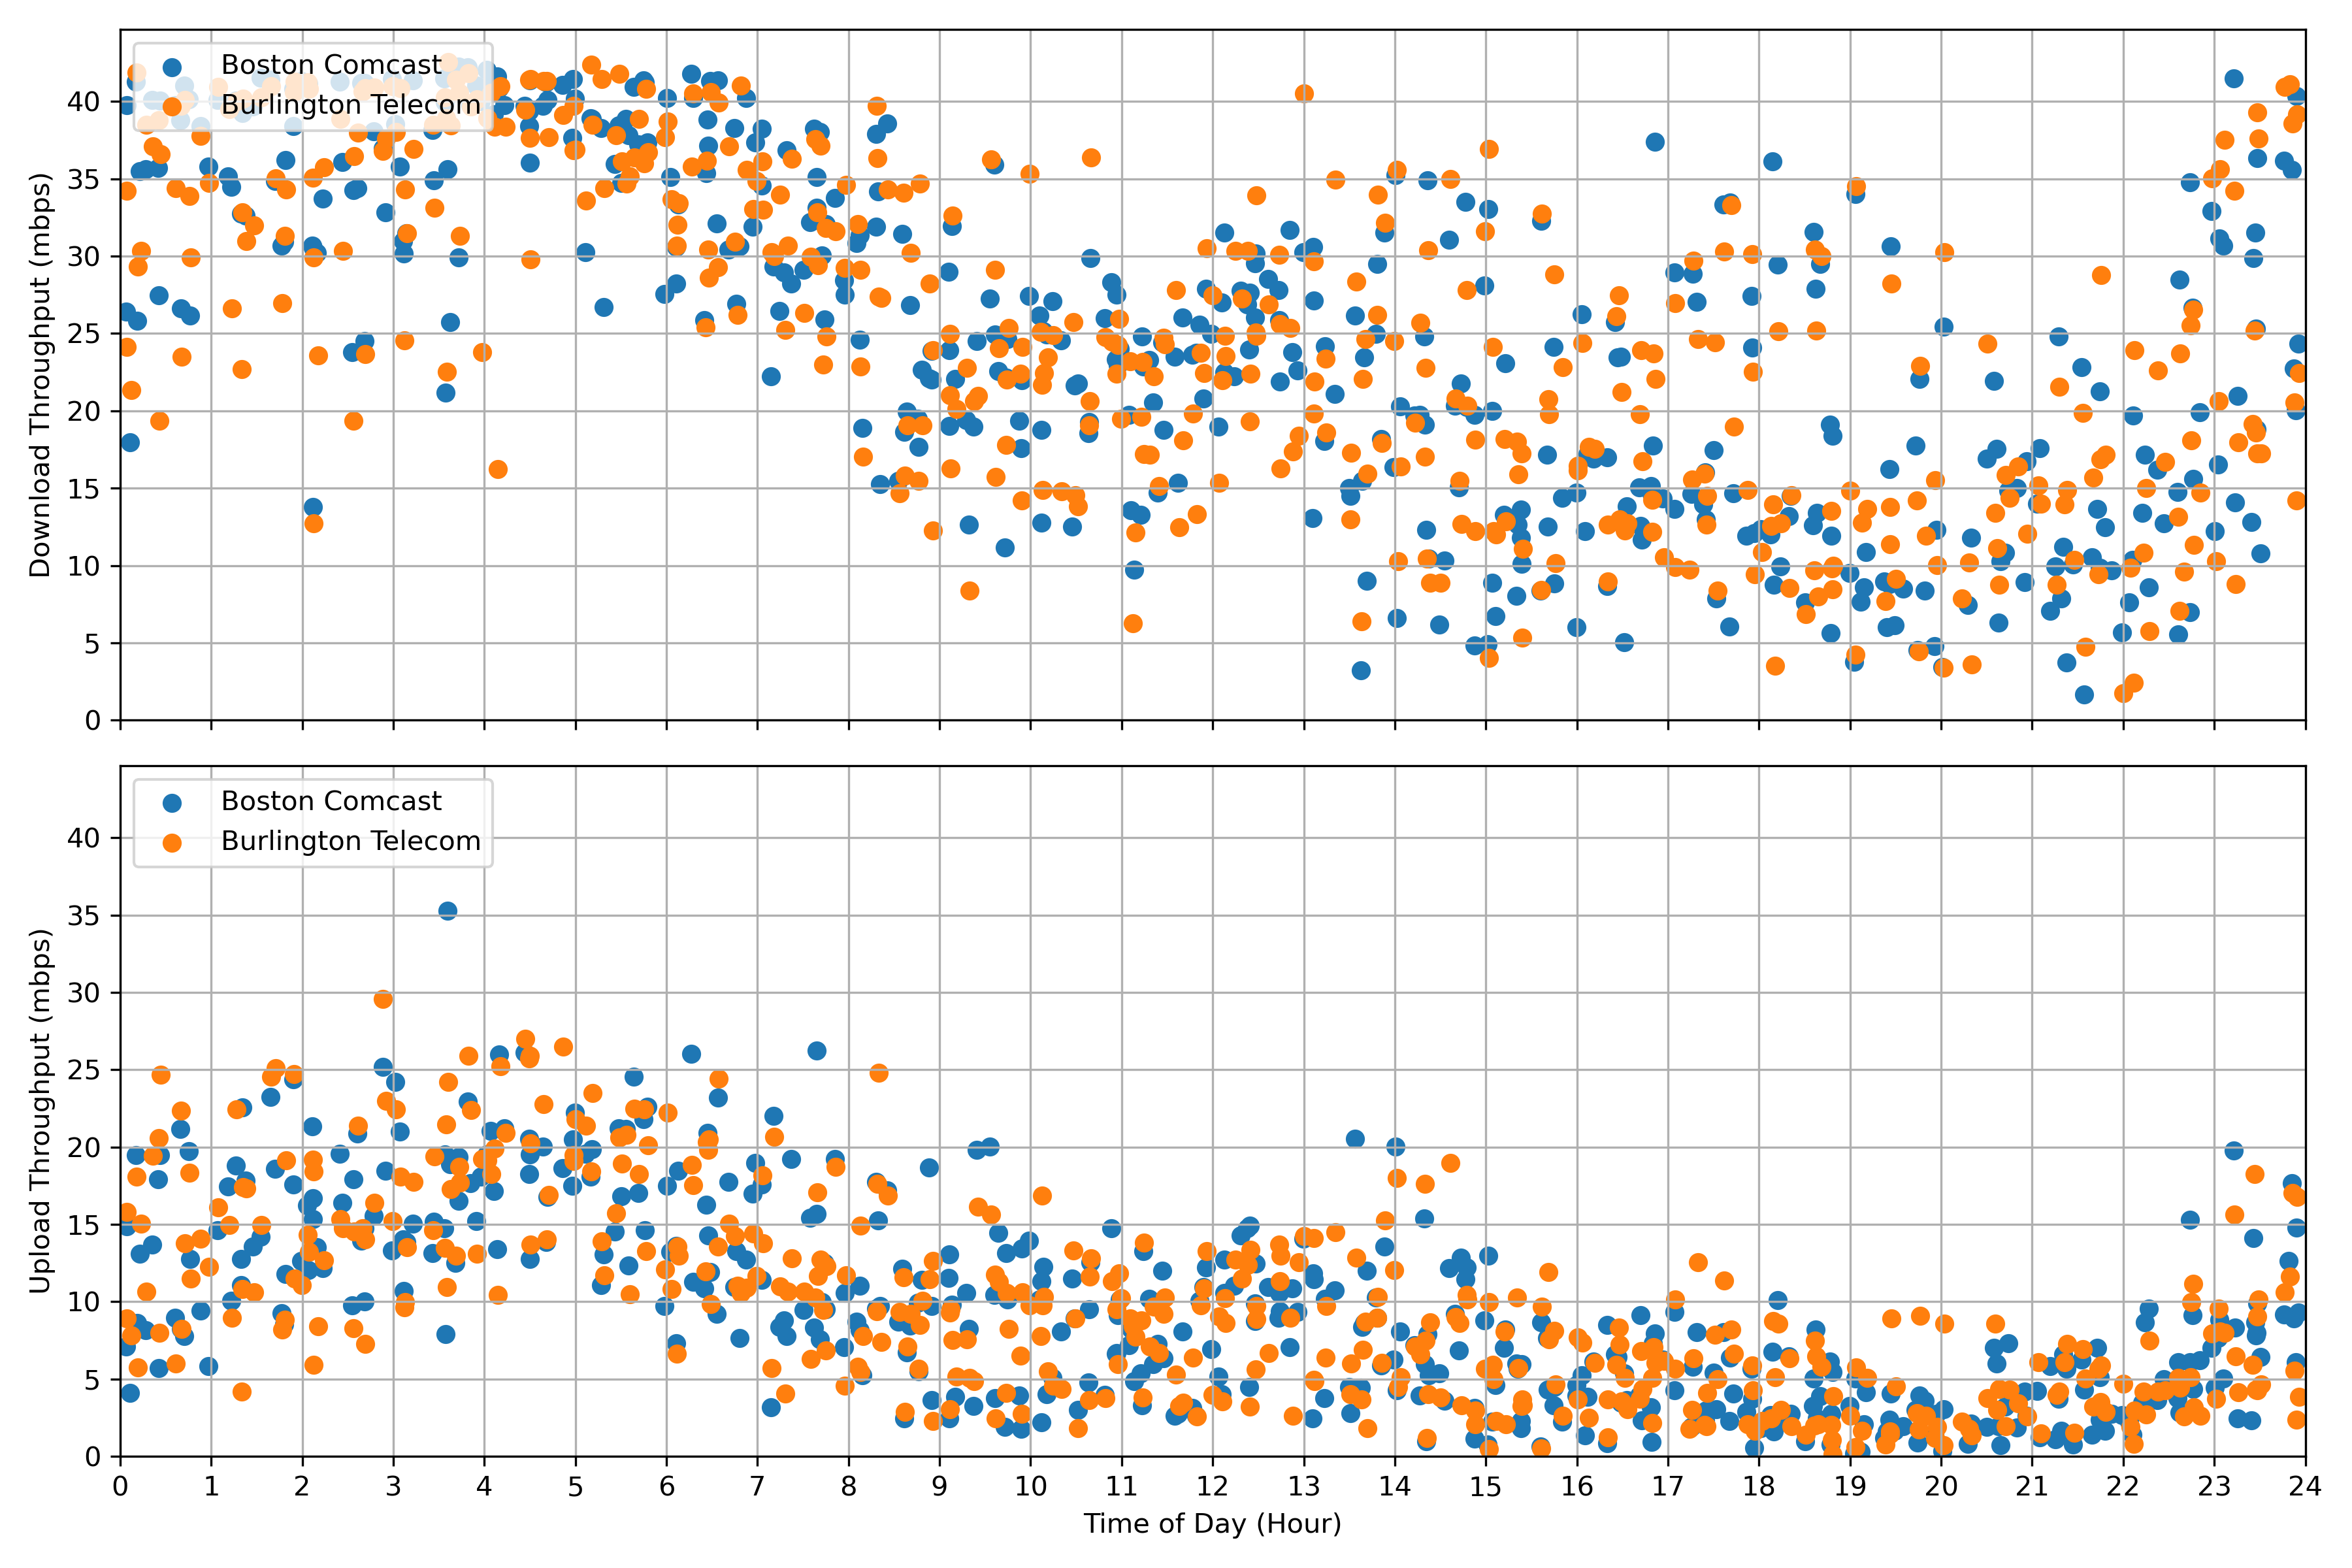 Boston Comcast
Burlington Telecom
40
35
30
25
20
15
10
5
0
Download Throughput (mbps)
Boston Comcast
Burlington Telecom
40
35
30
25
20
15
10
5
0
Upload Throughput (mbps)
0 1 2 3 4 5 6 7 8 9 10 11 12 13 14 15 16 17 18 19 20 21 22 23 24
Time of Day (Hour)